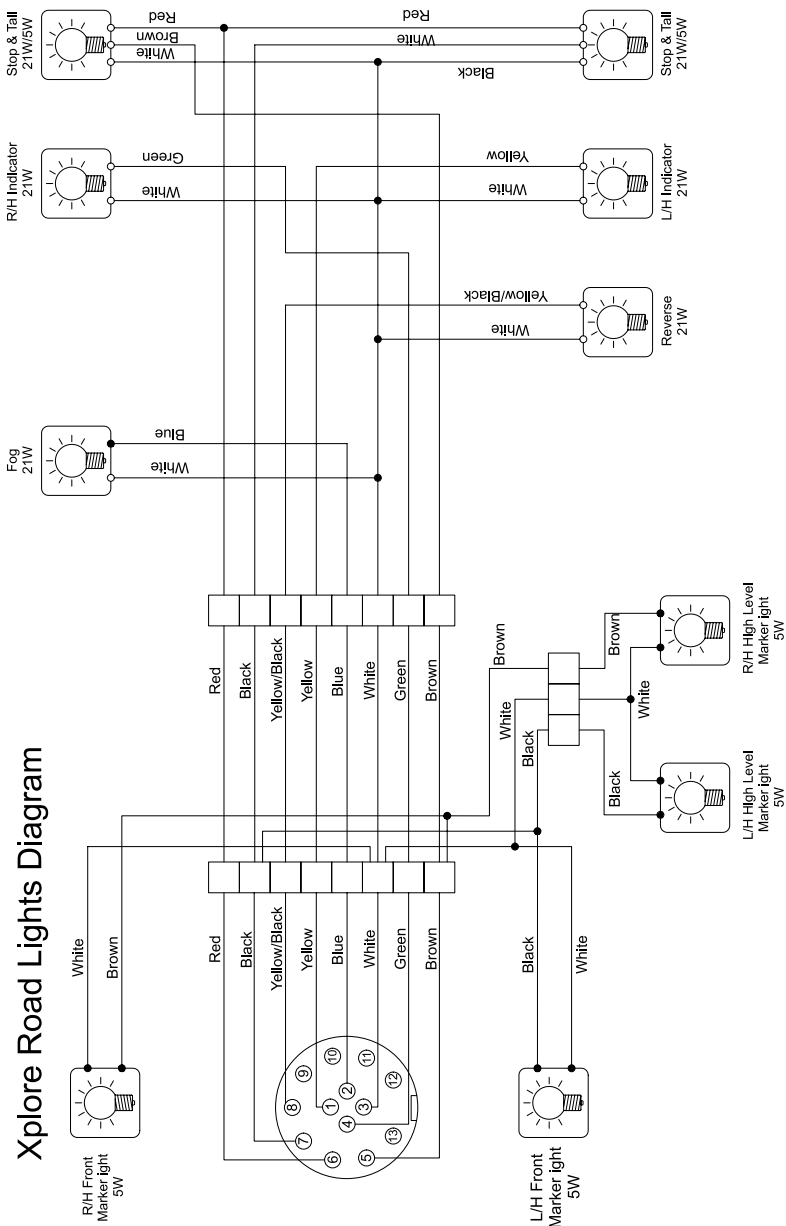 Xplore Road Lights Diagram
Stop & Tall
21W/5W
Red
Brown
White
Red
White
Black
Stop & Tall
21W/5W
R/H Indicator
21W
Green
White
Yellow
White
L/H Indicator
21W
Yellow/Black
White
Reverse
21W
Fog
21W
Blue
White
Red
Black
Yellow/Black
Yellow
Blue
White
Green
Brown
Brown
White
Black
Brown
White
Black
R/H HIgh Level
Marker ight
5W
L/H HIgh Level
Marker ight
5W
White
Brown
Red
Black
Yellow/Black
Yellow
Blue
White
Green
Brown
Black
White
R/H Front
Marker ight
5W
L/H Front
Marker ight
5W
1
2
3
4
5
6
7
8
9
10
11
12
13